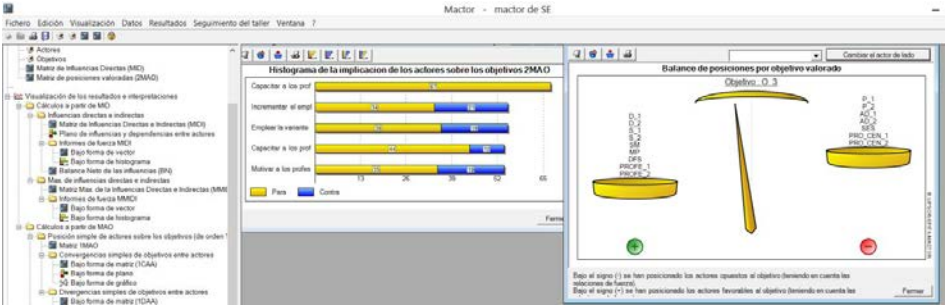 Mactor - mactor de SE
Fichero Edición Visualización Datos Resultados Seguimiento del taller Ventana ?
Actores
Objetivos
Matriz de Influencias Directas (MID)
Matriz de posiciones valoradas (2MAO)
Visualización de los resultados e interpretaciones
Cálculos a partir de MID
Influencias directas e indirectas
Matriz de Influencias Directas e Indirectas (MIDI)
Plano de influencias y dependencias entre actores
Informes de fuerza MIDI
Bajo forma de vector
Bajo forma de histograma
Balance Neto de las influencias (BN)
Max. de influencias directas e indirectas
Matriz Max. de la Influencias Directas e Indirectas (MMI
Informes de fuerza MMIDI
Bajo forma de vector
Bajo forma de histograma
Cálculos a partir de MAO
Posición simple de actores sobre los objetivos (de orden 1
Matriz 1MAO
Convergencias simples de objetivos entre actores
Bajo forma de matriz (1CAA)
Bajo forma de plano
Bajo forma de gráfico
Divergencias simples de objetivos entre actores
Bajo forma de matriz (1DAA)
Histograma de la implicacion de los actores sobre los objetivos 2MAO
Capacitar a los prof
Incrementar el empl
Emplear la variante
Capacitar a los prof
Motivar a los profes
13 26 39 52 65
Para Contra
Fermer
Cambiar el actor de lado
Balance de posiciones por objetivo valorado
Objetivo O_3
D_1
D_2
S_1
S_2
SM
MP
DFS
PROFE_1
PROFE_2
P_1
P_2
AD_1
AD_2
SES
PRO_CEN_1
PRO_CEN_2
Bajo el signo (-) se han posicionado los actores opuestos al objetivo (teniendo en cuenta las
relaciones de fuerza).
Bajo el signo (+) se han posicionado los actores favorables al objetivo (teniendo en cuenta las
Fermer